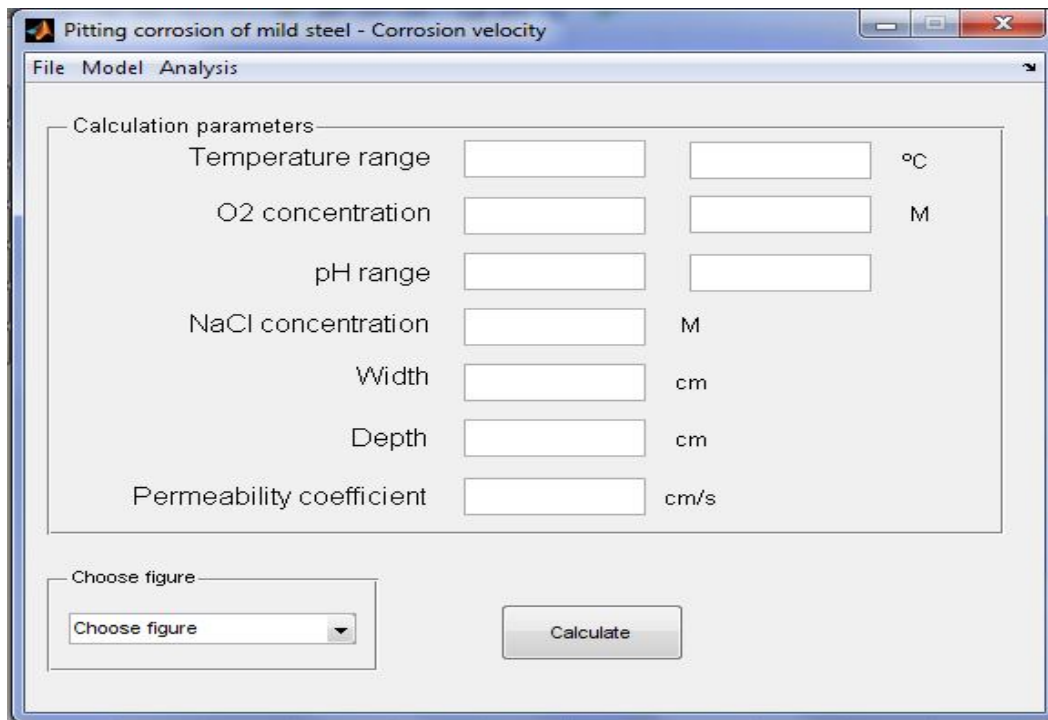 Pitting corrosion of mild steel - Corrosion velocity
File Model Analysis
Calculation parameters
Temperature range ºC
O2 concentration M
pH range
NaCl concentration M
Width cm
Depth cm
Permeability coefficient cm/s
Choose figure
Choose figure
Calculate